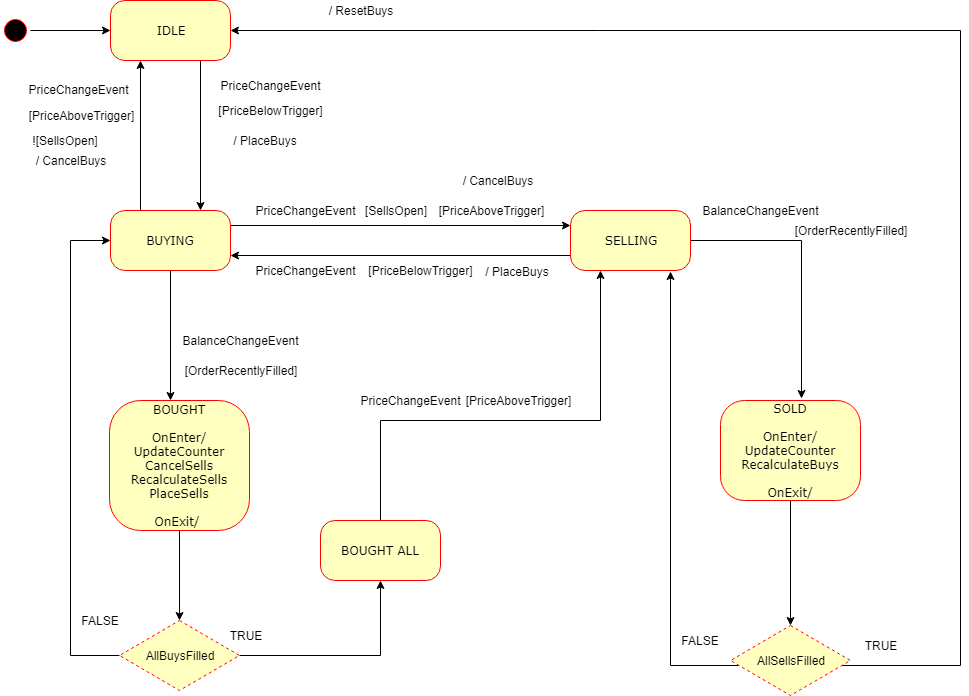 / ResetBuys
IDLE
PriceChangeEvent
[PriceAboveTrigger]
![SellsOpen]
/ CancelBuys
PriceChangeEvent
[PriceBelowTrigger]
/ PlaceBuys
/ CancelBuys
PriceChangeEvent [SellsOpen] [PriceAboveTrigger]
BUYING
SELLING
PriceChangeEvent [PriceBelowTrigger] / PlaceBuys
BalanceChangeEvent
[OrderRecentlyFilled]
BalanceChangeEvent
[OrderRecentlyFilled]
PriceChangeEvent [PriceAboveTrigger]
BOUGHT
OnEnter/
UpdateCounter
CancelSells
RecalculateSells
PlaceSells
OnExit/
SOLD
OnEnter/
UpdateCounter
RecalculateBuys
OnExit/
BOUGHT ALL
FALSE
AllBuysFilled
TRUE
FALSE
AllSellsFilled
TRUE